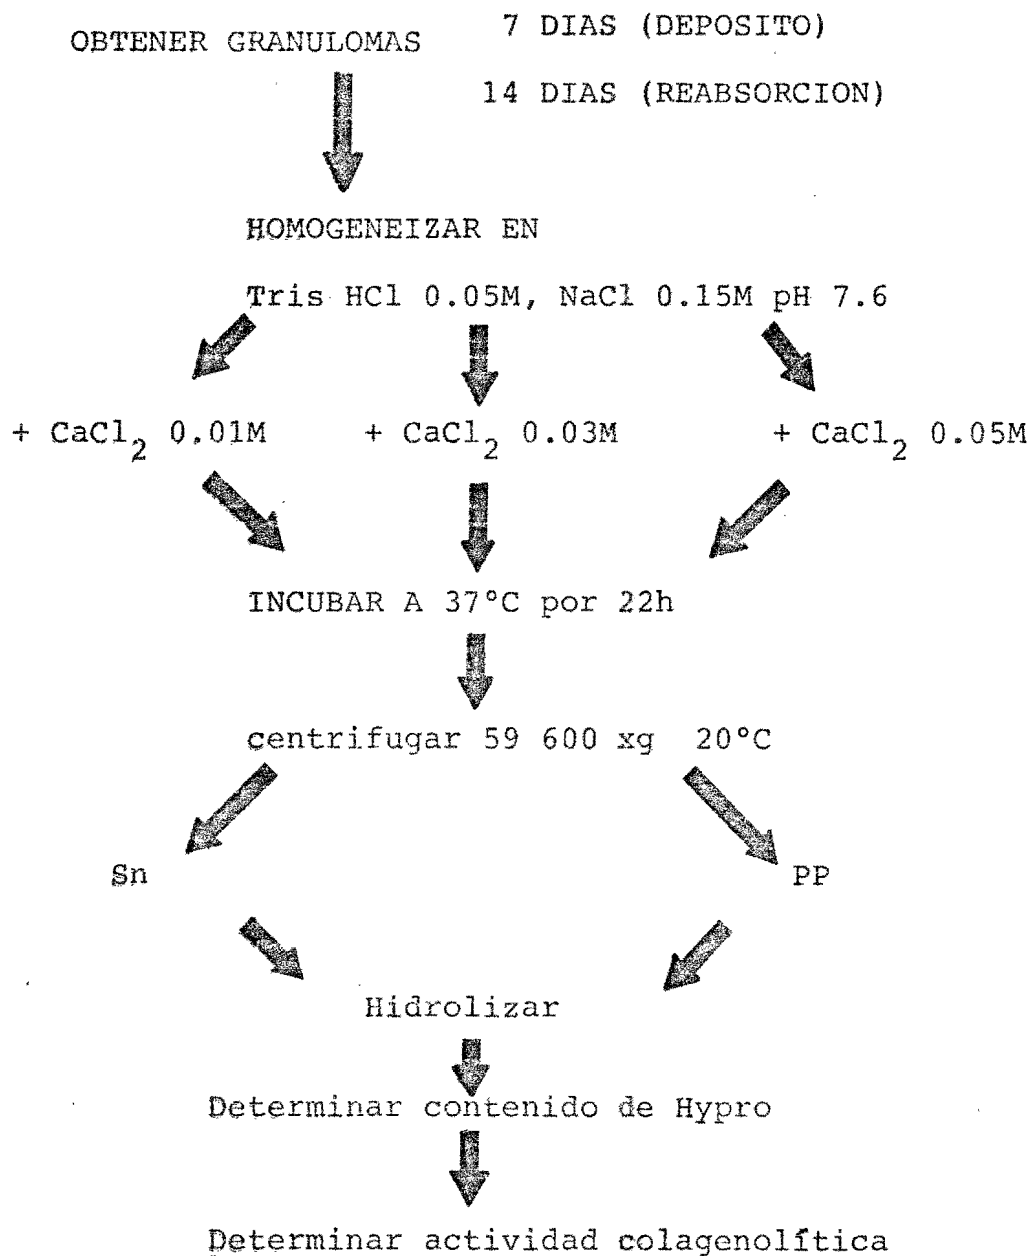 7 DIAS (DEPOSITO)
OBTENER GRANULOMAS
14 DIAS (REABSORCION)
HOMOGENEIZAR EN
Tris HCl 0.05M, NaCl 0.15M pH 7.6
+ CaCl2 0.01M + CaCl2 0.03M + CaCl2 0.05M
INCUBAR A 37°C por 22h
centrifugar 59 600 xg 20°C
Sn PP
Hidrolizar
Determinar contenido de Hypro
Determinar actividad colagenolítica